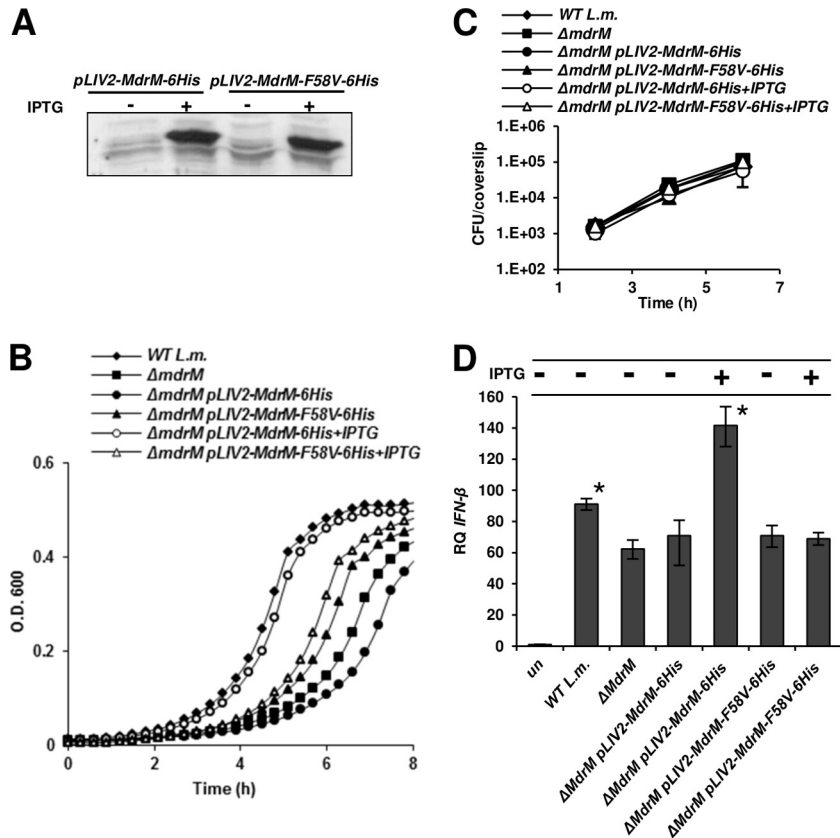 A
pLIV2-MdrM-6His pLIV2-MdrM-F58V-6His
IPTG - + - +
B
WT L.m.
ΔmdrM
ΔmdrM pLIV2-MdrM-6His
ΔmdrM pLIV2-MdrM-F58V-6His
ΔmdrM pLIV2-MdrM-6His+IPTG
ΔmdrM pLIV2-MdrM-F58V-6His+IPTG
0.6
0.4
0.2
0
O.D. 600
0 2 4 6 8
Time (h)
C
WT L.m.
ΔmdrM
ΔmdrM pLIV2-MdrM-6His
ΔmdrM pLIV2-MdrM-F58V-6His
ΔmdrM pLIV2-MdrM-6His+IPTG
ΔmdrM pLIV2-MdrM-F58V-6His+IPTG
1.E+06
1.E+05
1.E+04
1.E+03
1.E+02
CFU/coverslip
1 3 5 7
Time (h)
D
IPTG - - - - + - +
160
140
120
100
80
60
40
20
0
RQ IFN-β
* *
un
WT L.m.
ΔMdrM
ΔMdrM pLIV2-MdrM-6His
ΔMdrM pLIV2-MdrM-6His
ΔMdrM pLIV2-MdrM-F58V-6His
ΔMdrM pLIV2-MdrM-F58V-6His